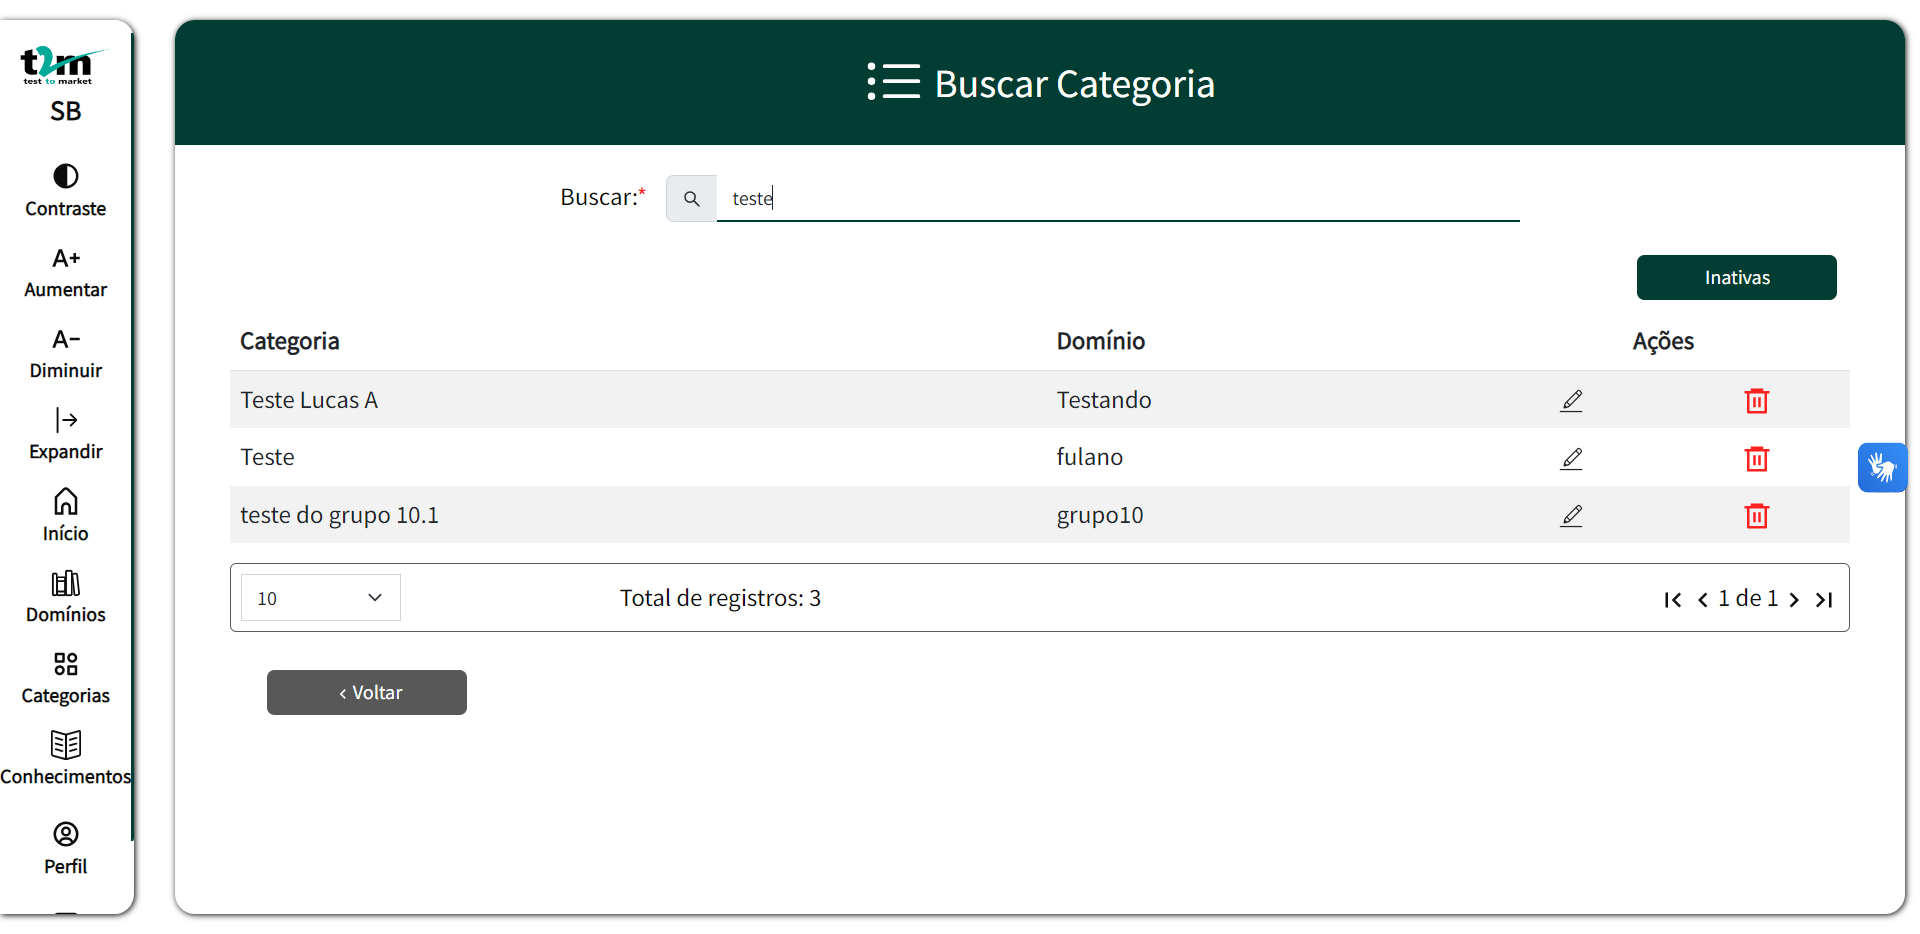 t2m
test to market
SB
Contraste
A+
Aumentar
A-
Diminuir
Expandir
Início
Domínios
Categorias
Conhecimentos
Perfil
Buscar Categoria
Buscar:* teste
Inativas
Categoria Domínio Ações
Teste Lucas A Testando
Teste fulano
teste do grupo 10.1 grupo10
10 Total de registros: 3 1 de 1
‹ Voltar